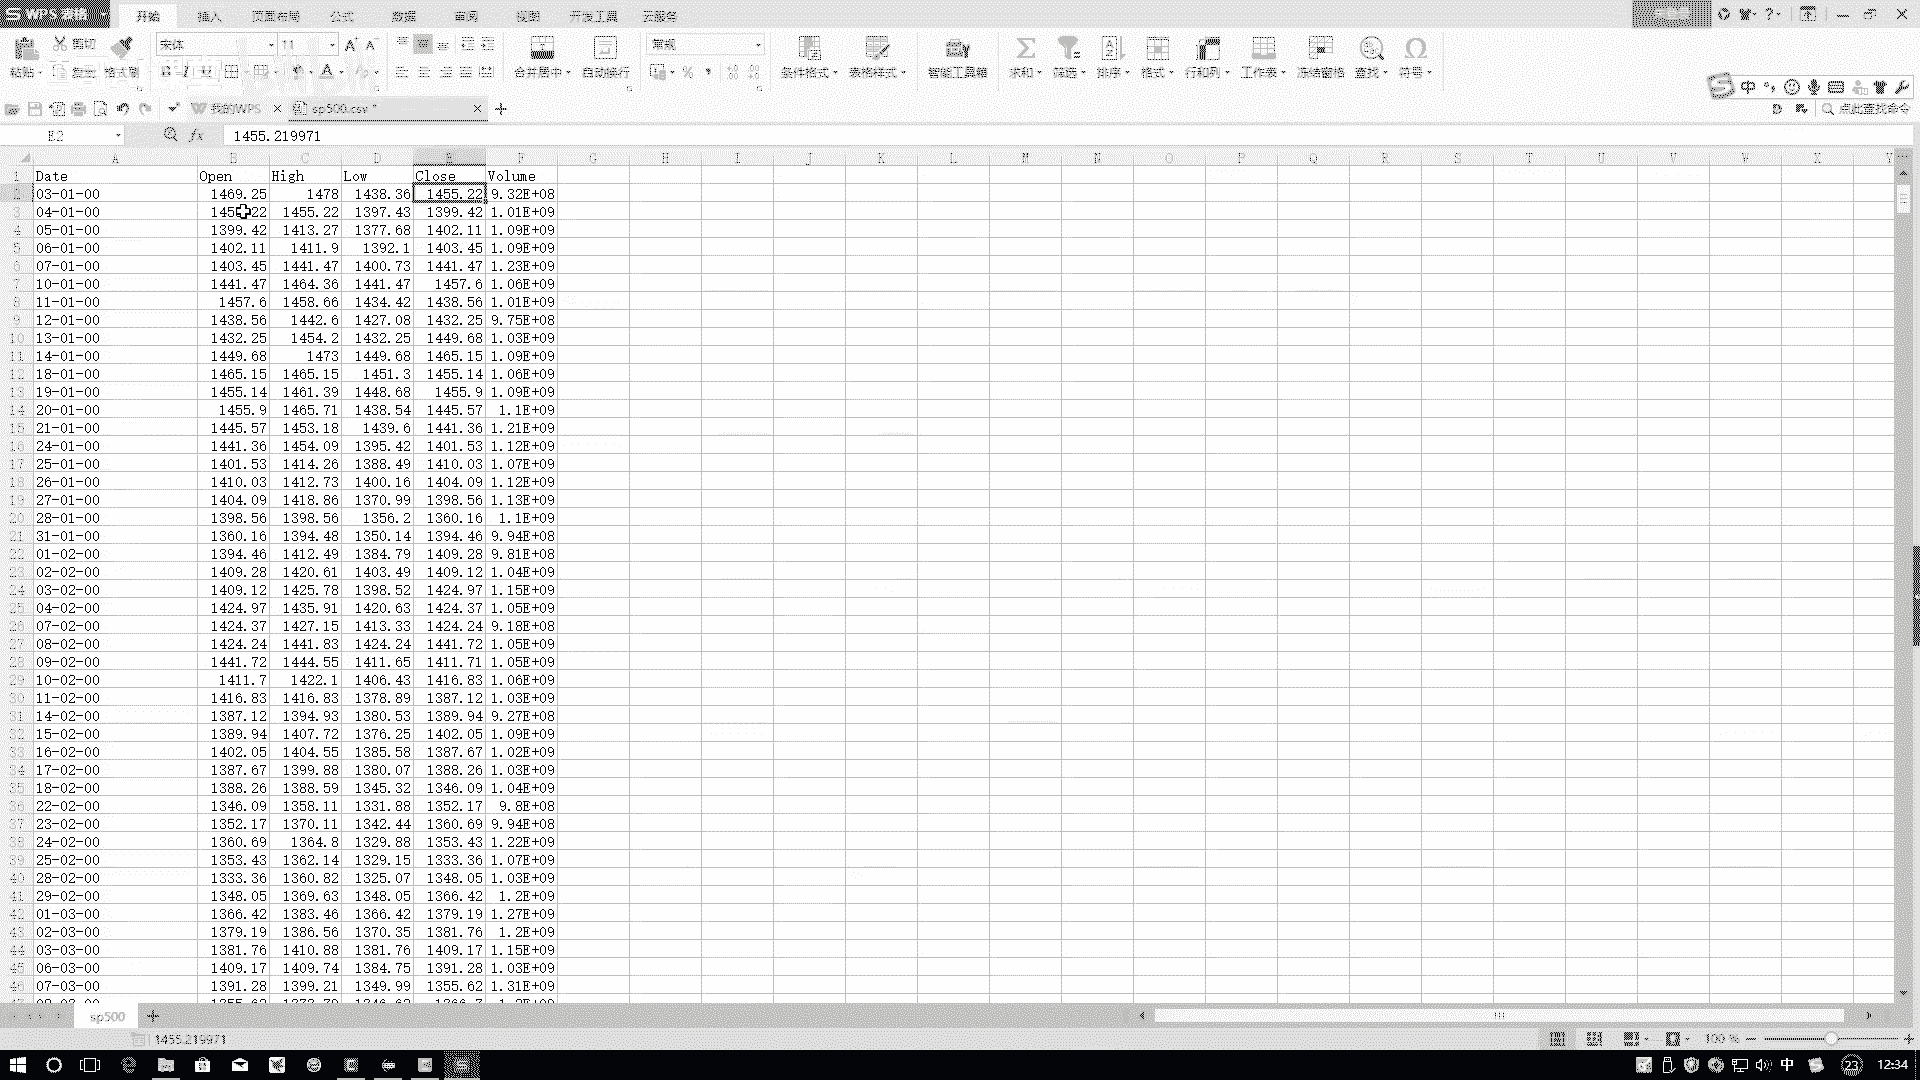 WPS 表格
开始 插入 页面布局 公式 数据 审阅 视图 开发工具 云服务
粘贴 剪切 复制 格式刷 宋体 11 合并居中 自动换行 常规 条件格式 表格样式 智能工具箱 求和 筛选 排序 格式 行和列 工作表 冻结窗格 查找 符号
我的WPS sp500.csv * 点此查找命令
E2 fx 1455.219971
A B C D E F G H I J K L M N O P Q R S T U V W X Y
1 Date Open High Low Close Volume
2 03-01-00 1469.25 1478 1438.36 1455.22 9.32E+08
3 04-01-00 1455.22 1455.22 1397.43 1399.42 1.01E+09
4 05-01-00 1399.42 1413.27 1377.68 1402.11 1.09E+09
5 06-01-00 1402.11 1411.9 1392.1 1403.45 1.09E+09
6 07-01-00 1403.45 1441.47 1400.73 1441.47 1.23E+09
7 10-01-00 1441.47 1464.36 1441.47 1457.6 1.06E+09
8 11-01-00 1457.6 1458.66 1434.42 1438.56 1.01E+09
9 12-01-00 1438.56 1442.6 1427.08 1432.25 9.75E+08
10 13-01-00 1432.25 1454.2 1432.25 1449.68 1.03E+09
11 14-01-00 1449.68 1473 1449.68 1465.15 1.09E+09
12 18-01-00 1465.15 1465.15 1451.3 1455.14 1.06E+09
13 19-01-00 1455.14 1461.39 1448.68 1455.9 1.09E+09
14 20-01-00 1455.9 1465.71 1438.54 1445.57 1.1E+09
15 21-01-00 1445.57 1453.18 1439.6 1441.36 1.21E+09
16 24-01-00 1441.36 1454.09 1395.42 1401.53 1.12E+09
17 25-01-00 1401.53 1414.26 1388.49 1410.03 1.07E+09
18 26-01-00 1410.03 1412.73 1400.16 1404.09 1.12E+09
19 27-01-00 1404.09 1418.86 1370.99 1398.56 1.13E+09
20 28-01-00 1398.56 1398.56 1356.2 1360.16 1.1E+09
21 31-01-00 1360.16 1394.48 1350.14 1394.46 9.94E+08
22 01-02-00 1394.46 1412.49 1384.79 1409.28 9.81E+08
23 02-02-00 1409.28 1420.61 1403.49 1409.12 1.04E+09
24 03-02-00 1409.12 1425.78 1398.52 1424.97 1.15E+09
25 04-02-00 1424.97 1435.91 1420.63 1424.37 1.05E+09
26 07-02-00 1424.37 1427.15 1413.33 1424.24 9.18E+08
27 08-02-00 1424.24 1441.83 1424.24 1441.72 1.05E+09
28 09-02-00 1441.72 1444.55 1411.65 1411.71 1.05E+09
29 10-02-00 1411.7 1422.1 1406.43 1416.83 1.06E+09
30 11-02-00 1416.83 1416.83 1378.89 1387.12 1.03E+09
31 14-02-00 1387.12 1394.93 1380.53 1389.94 9.27E+08
32 15-02-00 1389.94 1407.72 1376.25 1402.05 1.09E+09
33 16-02-00 1402.05 1404.55 1385.58 1387.67 1.02E+09
34 17-02-00 1387.67 1399.88 1380.07 1388.26 1.03E+09
35 18-02-00 1388.26 1388.59 1345.32 1346.09 1.04E+09
36 22-02-00 1346.09 1358.11 1331.88 1352.17 9.8E+08
37 23-02-00 1352.17 1370.11 1342.44 1360.69 9.94E+08
38 24-02-00 1360.69 1364.8 1329.88 1353.43 1.22E+09
39 25-02-00 1353.43 1362.14 1329.15 1333.36 1.07E+09
40 28-02-00 1333.36 1360.82 1325.07 1348.05 1.03E+09
41 29-02-00 1348.05 1369.63 1348.05 1366.42 1.2E+09
42 01-03-00 1366.42 1383.46 1366.42 1379.19 1.27E+09
43 02-03-00 1379.19 1386.56 1370.35 1381.76 1.2E+09
44 03-03-00 1381.76 1410.88 1381.76 1409.17 1.15E+09
45 06-03-00 1409.17 1409.74 1384.75 1391.28 1.03E+09
46 07-03-00 1391.28 1399.21 1349.99 1355.62 1.31E+09
sp500
1455.219971 100 %
中 23 12:34